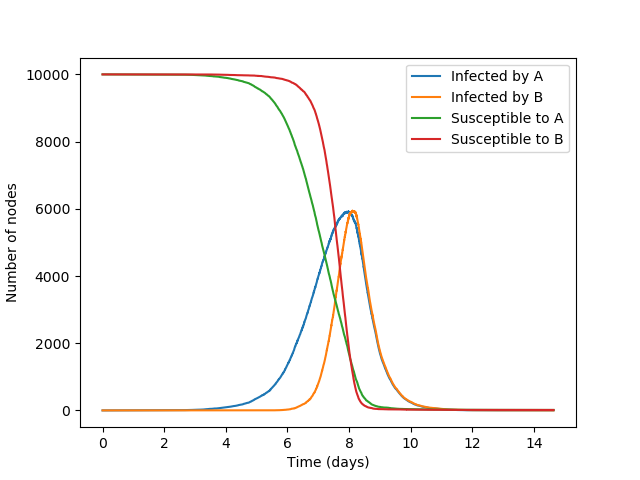 Number of nodes
10000
8000
6000
4000
2000
0
Infected by A
Infected by B
Susceptible to A
Susceptible to B
0 2 4 6 8 10 12 14
Time (days)